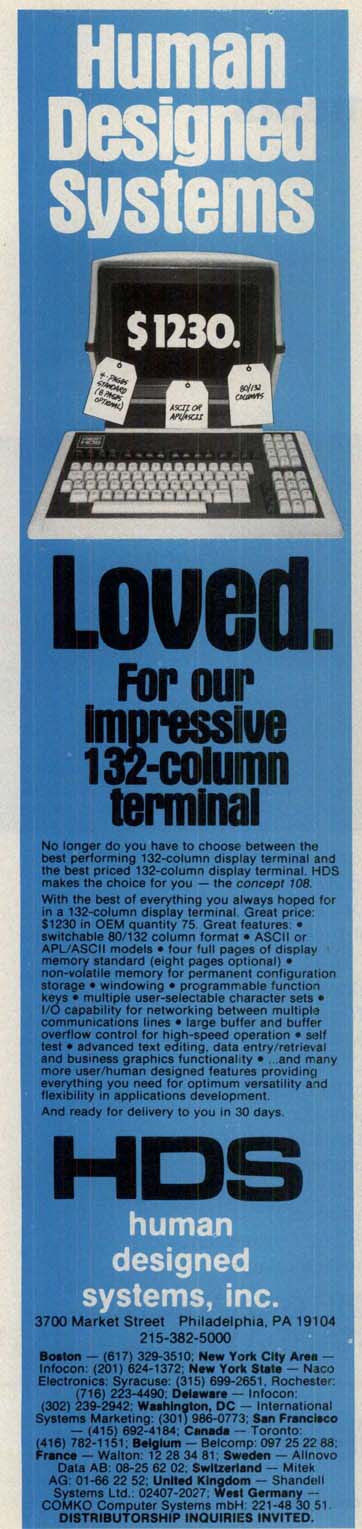 Human
Designed
Systems
$1230.
4-PAGES
STANDARD
(8 PAGES
OPTIONAL)
ASCII OR
APL/ASCII
80/132
COLUMNS
HDS
Loved.
For our
impressive
132-column
terminal
No longer do you have to choose between the
best performing 132-column display terminal and
the best priced 132-column display terminal. HDS
makes the choice for you — the concept 108.
With the best of everything you always hoped for
in a 132-column display terminal. Great price:
$1230 in OEM quantity 75. Great features: •
switchable 80/132 column format • ASCII or
APL/ASCII models • four full pages of display
memory standard (eight pages optional) •
non-volatile memory for permanent configuration
storage • windowing • programmable function
keys • multiple user-selectable character sets •
I/O capability for networking between multiple
communications lines • large buffer and buffer
overflow control for high-speed operation • self
test • advanced text editing, data entry/retrieval
and business graphics functionality • ...and many
more user/human designed features providing
everything you need for optimum versatility and
flexibility in applications development.
And ready for delivery to you in 30 days.
HDS
human
designed
systems, inc.
3700 Market Street Philadelphia, PA 19104
215-382-5000
Boston — (617) 329-3510; New York City Area —
Infocon: (201) 624-1372; New York State — Naco
Electronics: Syracuse: (315) 699-2651, Rochester:
(716) 223-4490; Delaware — Infocon:
(302) 239-2942; Washington, DC — International
Systems Marketing: (301) 986-0773; San Francisco
— (415) 692-4184; Canada — Toronto:
(416) 782-1151; Belgium — Belcomp: 097 25 22 88;
France — Walton: 12 28 34 81; Sweden — Allnovo
Data AB: 08-25 62 02; Switzerland — Mitek
AG: 01-66 22 52; United Kingdom — Shandell
Systems Ltd.: 02407-2027; West Germany —
COMKO Computer Systems mbH: 221-48 30 51.
DISTRIBUTORSHIP INQUIRIES INVITED.